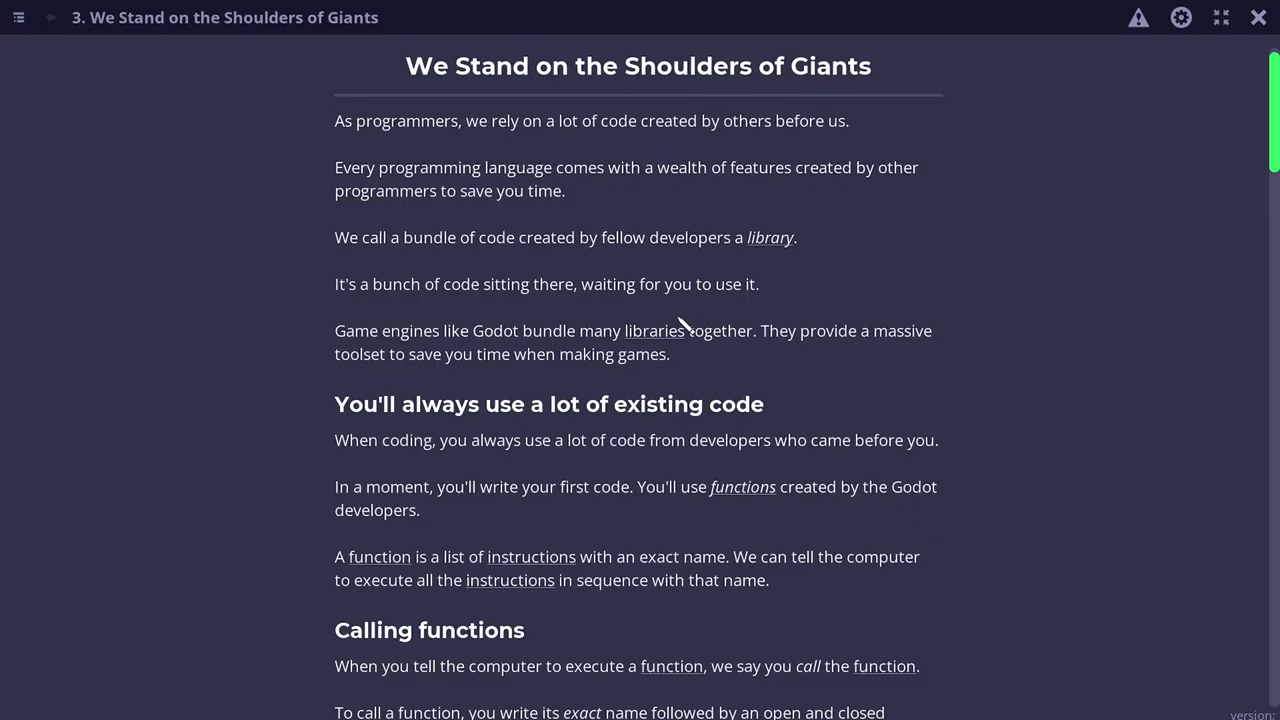 3. We Stand on the Shoulders of Giants
We Stand on the Shoulders of Giants
As programmers, we rely on a lot of code created by others before us.
Every programming language comes with a wealth of features created by other
programmers to save you time.
We call a bundle of code created by fellow developers a library.
It's a bunch of code sitting there, waiting for you to use it.
Game engines like Godot bundle many libraries together. They provide a massive
toolset to save you time when making games.
You'll always use a lot of existing code
When coding, you always use a lot of code from developers who came before you.
In a moment, you'll write your first code. You'll use functions created by the Godot
developers.
A function is a list of instructions with an exact name. We can tell the computer
to execute all the instructions in sequence with that name.
Calling functions
When you tell the computer to execute a function, we say you call the function.
To call a function, you write its exact name followed by an open and closed
version: